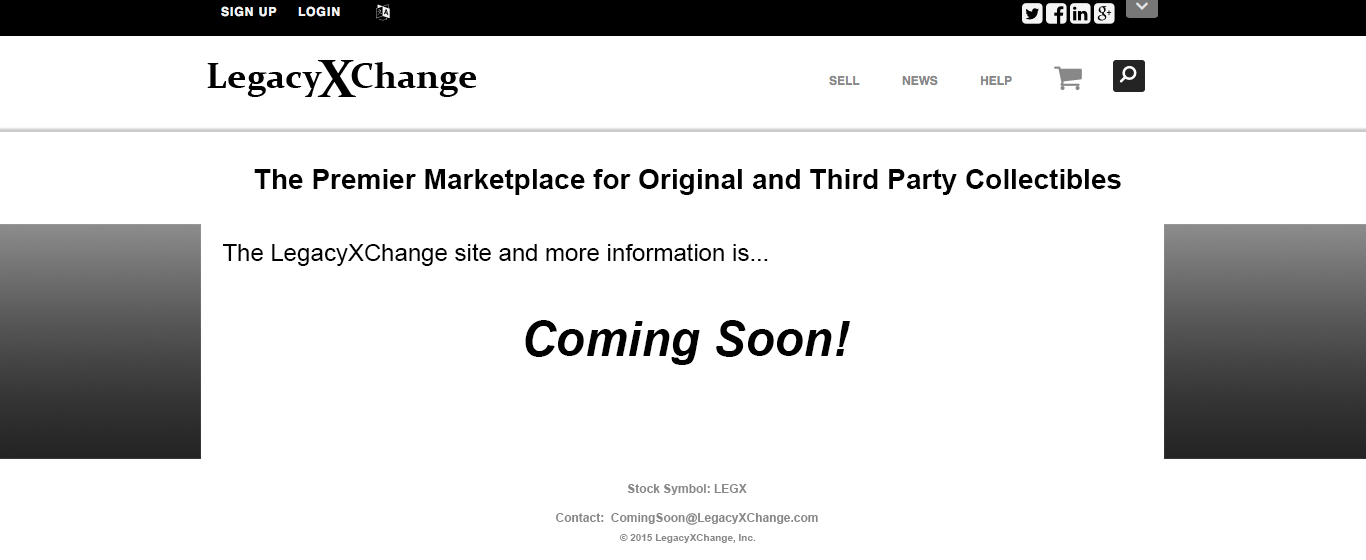 SIGN UP LOGIN
LegacyXChange
SELL NEWS HELP
The Premier Marketplace for Original and Third Party Collectibles
The LegacyXChange site and more information is...
Coming Soon!
Stock Symbol: LEGX
Contact: ComingSoon@LegacyXChange.com
© 2015 LegacyXChange, Inc.